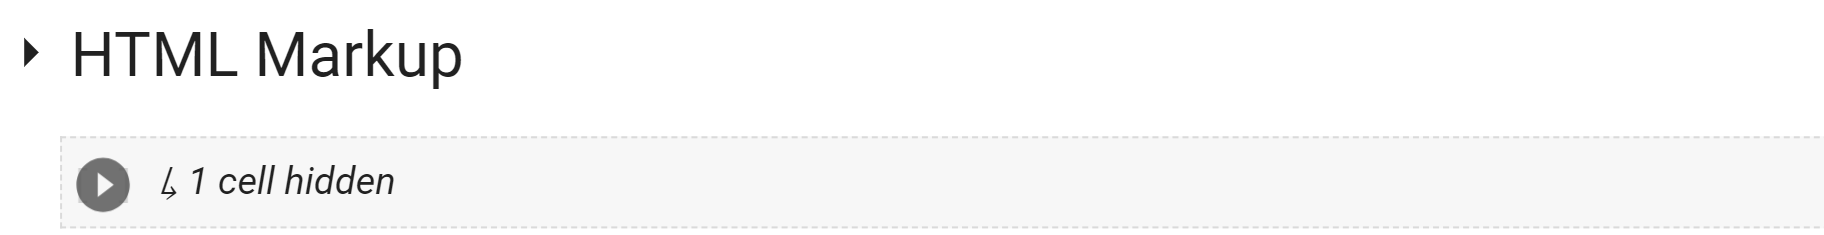 HTML Markup
↳ 1 cell hidden